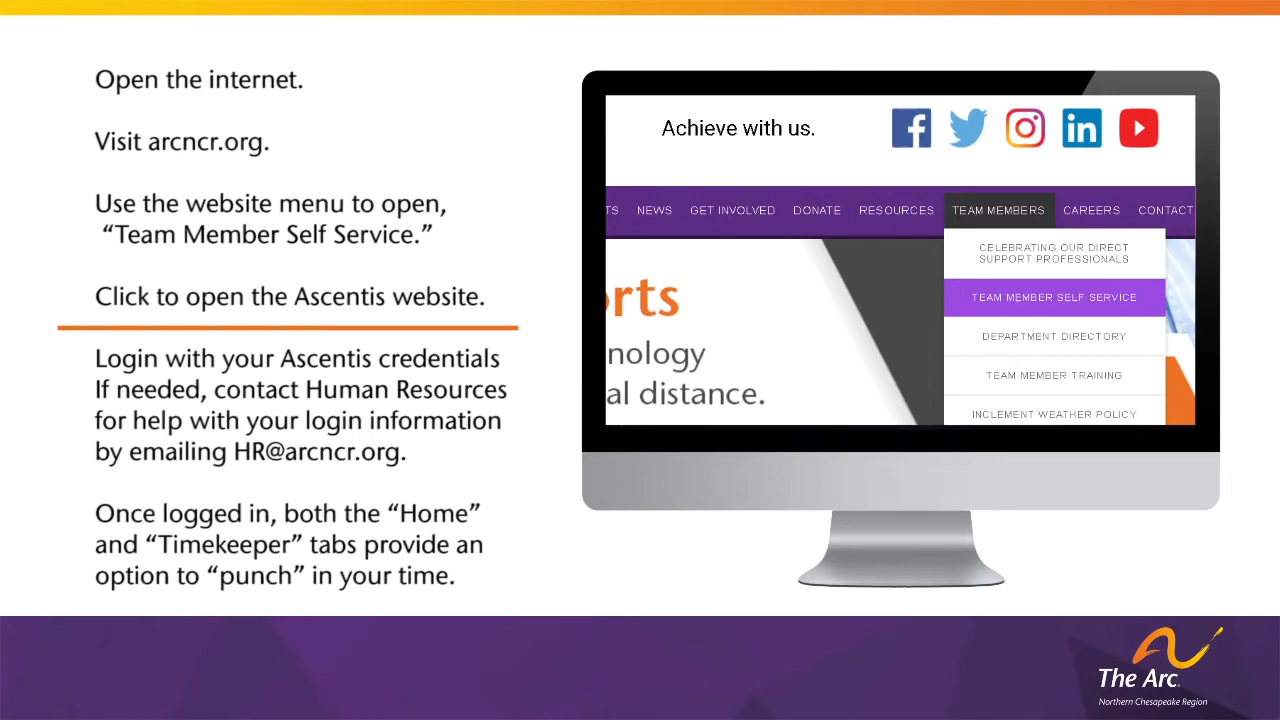 Open the internet.
Visit arcncr.org.
Use the website menu to open,
“Team Member Self Service.”
Click to open the Ascentis website.
Login with your Ascentis credentials
If needed, contact Human Resources
for help with your login information
by emailing HR@arcncr.org.
Once logged in, both the “Home”
and “Timekeeper” tabs provide an
option to “punch” in your time.
Achieve with us.
TS NEWS GET INVOLVED DONATE RESOURCES TEAM MEMBERS CAREERS CONTACT
CELEBRATING OUR DIRECT
SUPPORT PROFESSIONALS
TEAM MEMBER SELF SERVICE
DEPARTMENT DIRECTORY
TEAM MEMBER TRAINING
INCLEMENT WEATHER POLICY
orts
nology
al distance.
The Arc.
Northern Chesapeake Region